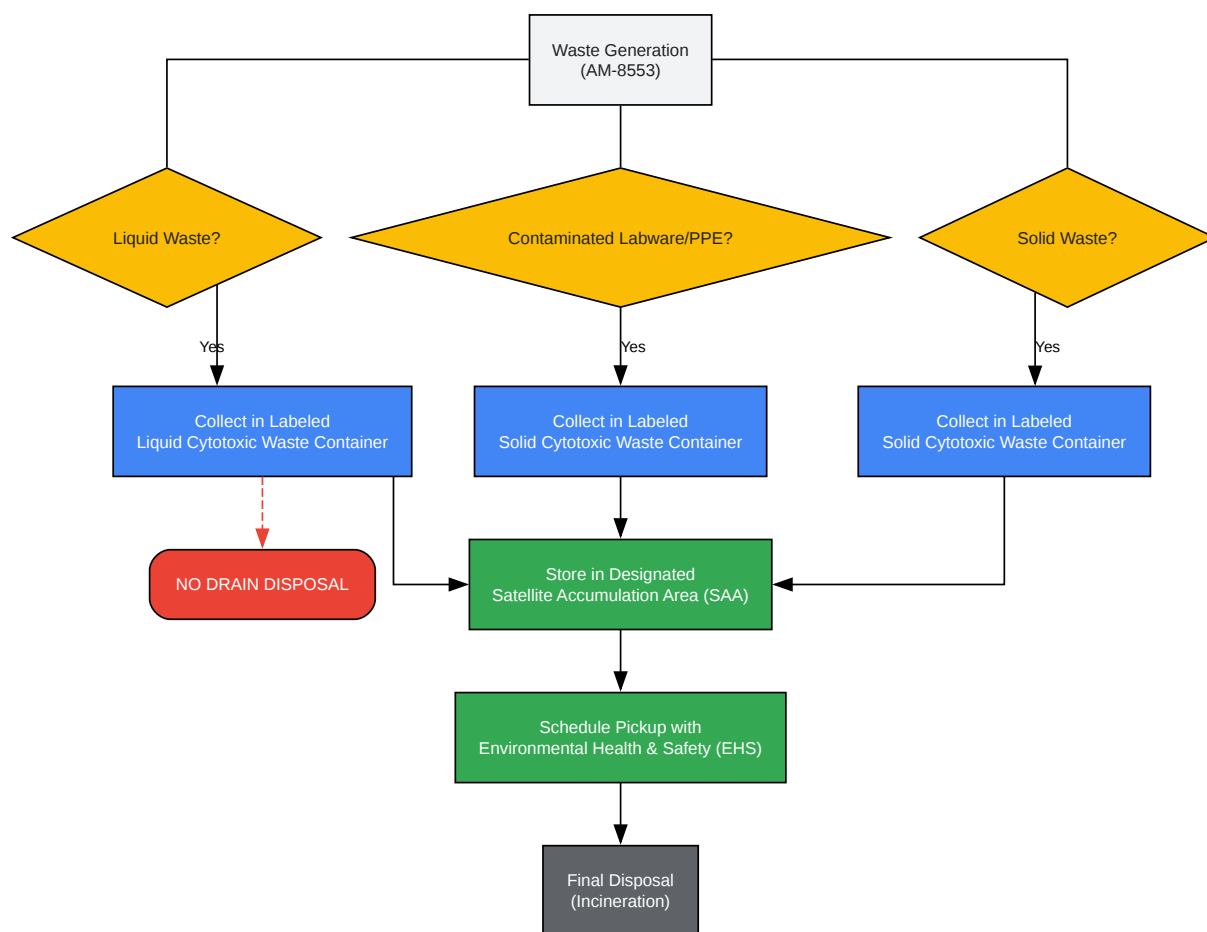 Waste Generation
(AM-8553)
Liquid Waste?
Contaminated Labware/PPE?
Solid Waste?
Yes
Yes
Yes
Collect in Labeled
Liquid Cytotoxic Waste Container
Collect in Labeled
Solid Cytotoxic Waste Container
Collect in Labeled
Solid Cytotoxic Waste Container
NO DRAIN DISPOSAL
Store in Designated
Satellite Accumulation Area (SAA)
Schedule Pickup with
Environmental Health & Safety (EHS)
Final Disposal
(Incineration)